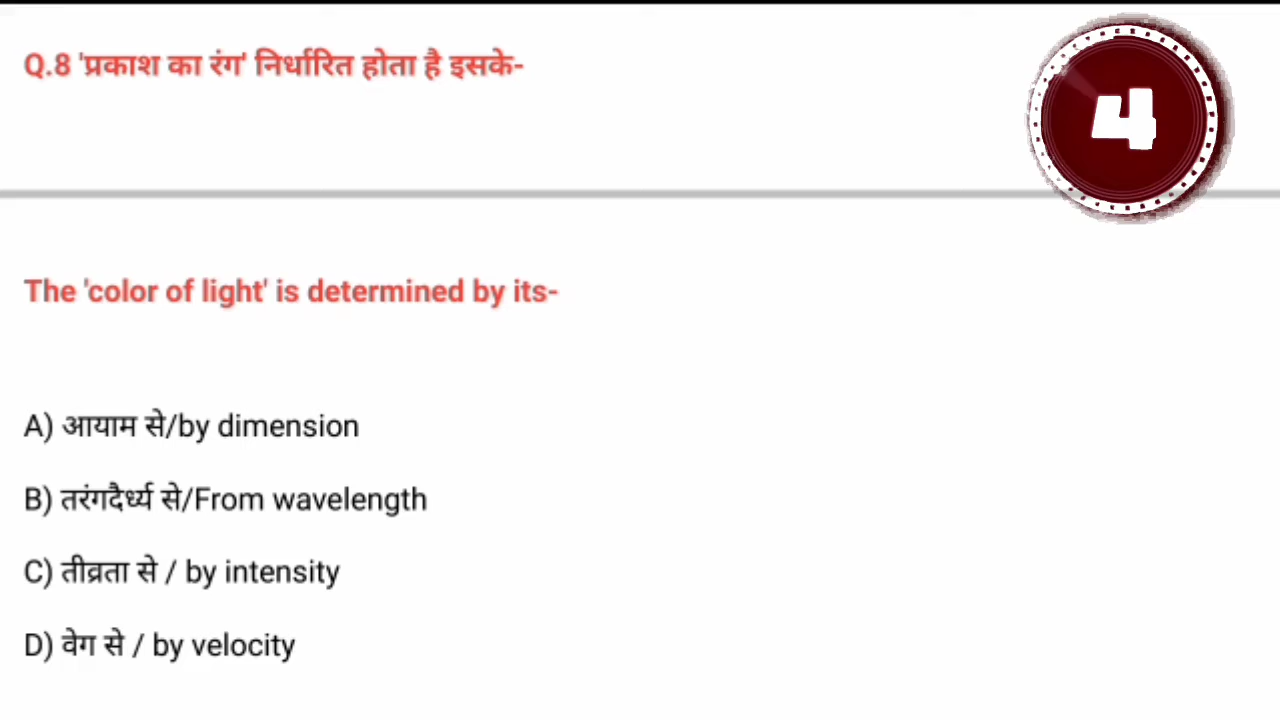 Q.8 'प्रकाश का रंग' निर्धारित होता है इसके-
4
The 'color of light' is determined by its-
A) आयाम से/by dimension
B) तरंगदैर्ध्य से/From wavelength
C) तीव्रता से / by intensity
D) वेग से / by velocity